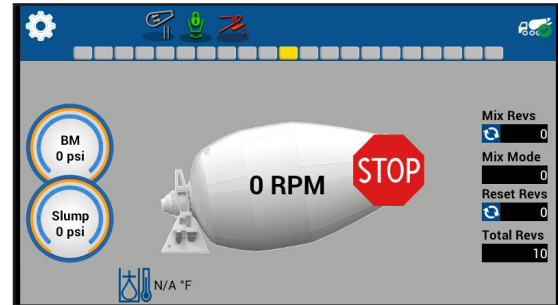 BM
0 psi
Slump
0 psi
0 RPM
STOP
N/A °F
Mix Revs
0
Mix Mode
0
Reset Revs
0
Total Revs
10